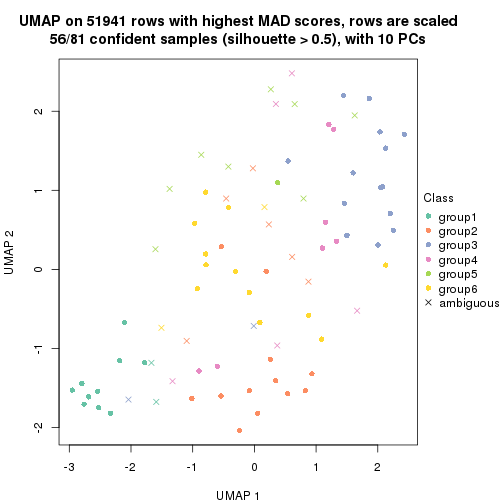 UMAP on 51941 rows with highest MAD scores, rows are scaled
56/81 confident samples (silhouette > 0.5), with 10 PCs
UMAP 2
2
1
0
-1
-2
-3
-2
-1
0
1
2
UMAP 1
Class
group1
group2
group3
group4
group5
group6
ambiguous